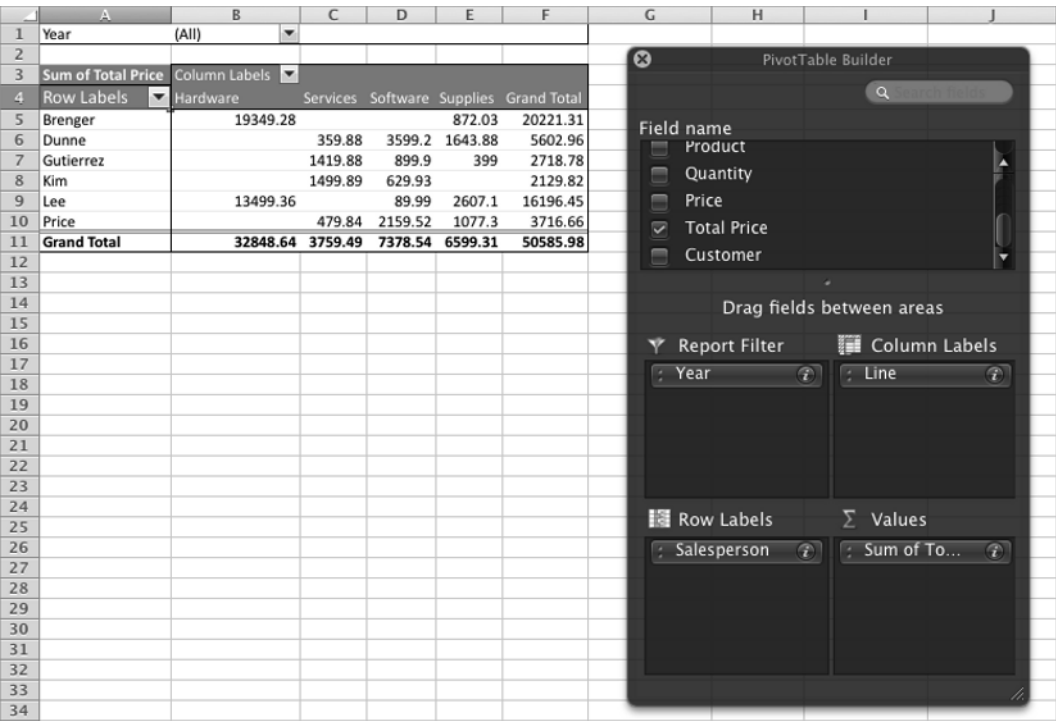 A B C D E F G H I J
1 Year (All)
2
3 Sum of Total Price Column Labels
4 Row Labels Hardware Services Software Supplies Grand Total
5 Brenger 19349.28 872.03 20221.31
6 Dunne 359.88 3599.2 1643.88 5602.96
7 Gutierrez 1419.88 899.9 399 2718.78
8 Kim 1499.89 629.93 2129.82
9 Lee 13499.36 89.99 2607.1 16196.45
10 Price 479.84 2159.52 1077.3 3716.66
11 Grand Total 32848.64 3759.49 7378.54 6599.31 50585.98
12
13
14
15
16
17
18
19
20
21
22
23
24
25
26
27
28
29
30
31
32
33
34
PivotTable Builder
Search fields
Field name
Product
Quantity
Price
Total Price
Customer
Drag fields between areas
Report Filter Column Labels
Year Line
Row Labels Σ Values
Salesperson Sum of To...